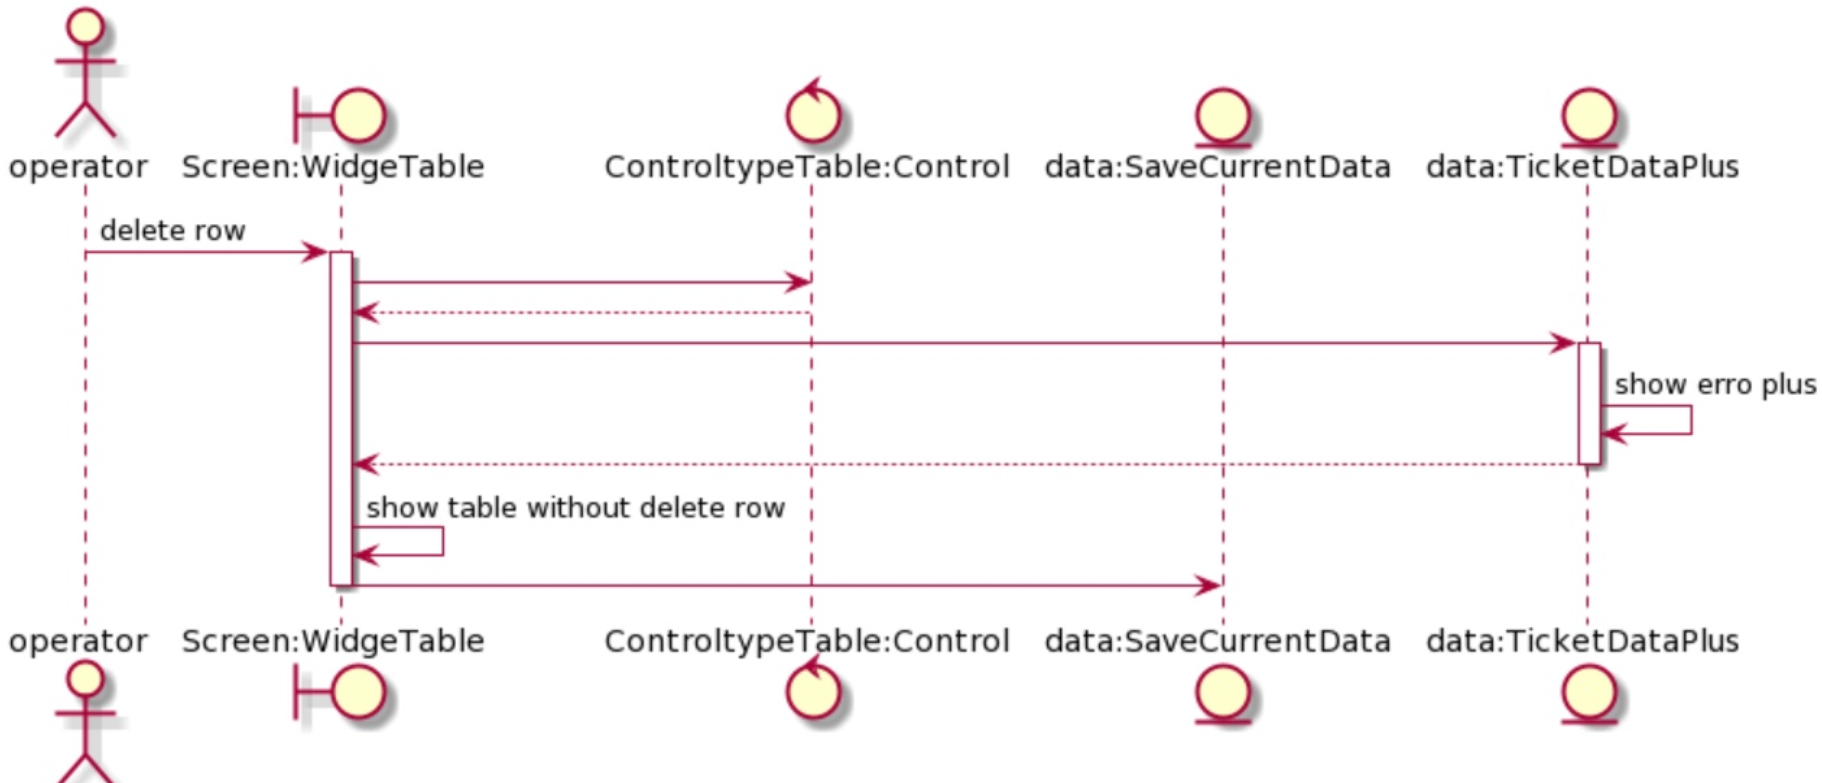 operator
Screen:WidgeTable
ControltypeTable:Control
data:SaveCurrentData
data:TicketDataPlus
delete row
show erro plus
show table without delete row
operator
Screen:WidgeTable
ControltypeTable:Control
data:SaveCurrentData
data:TicketDataPlus